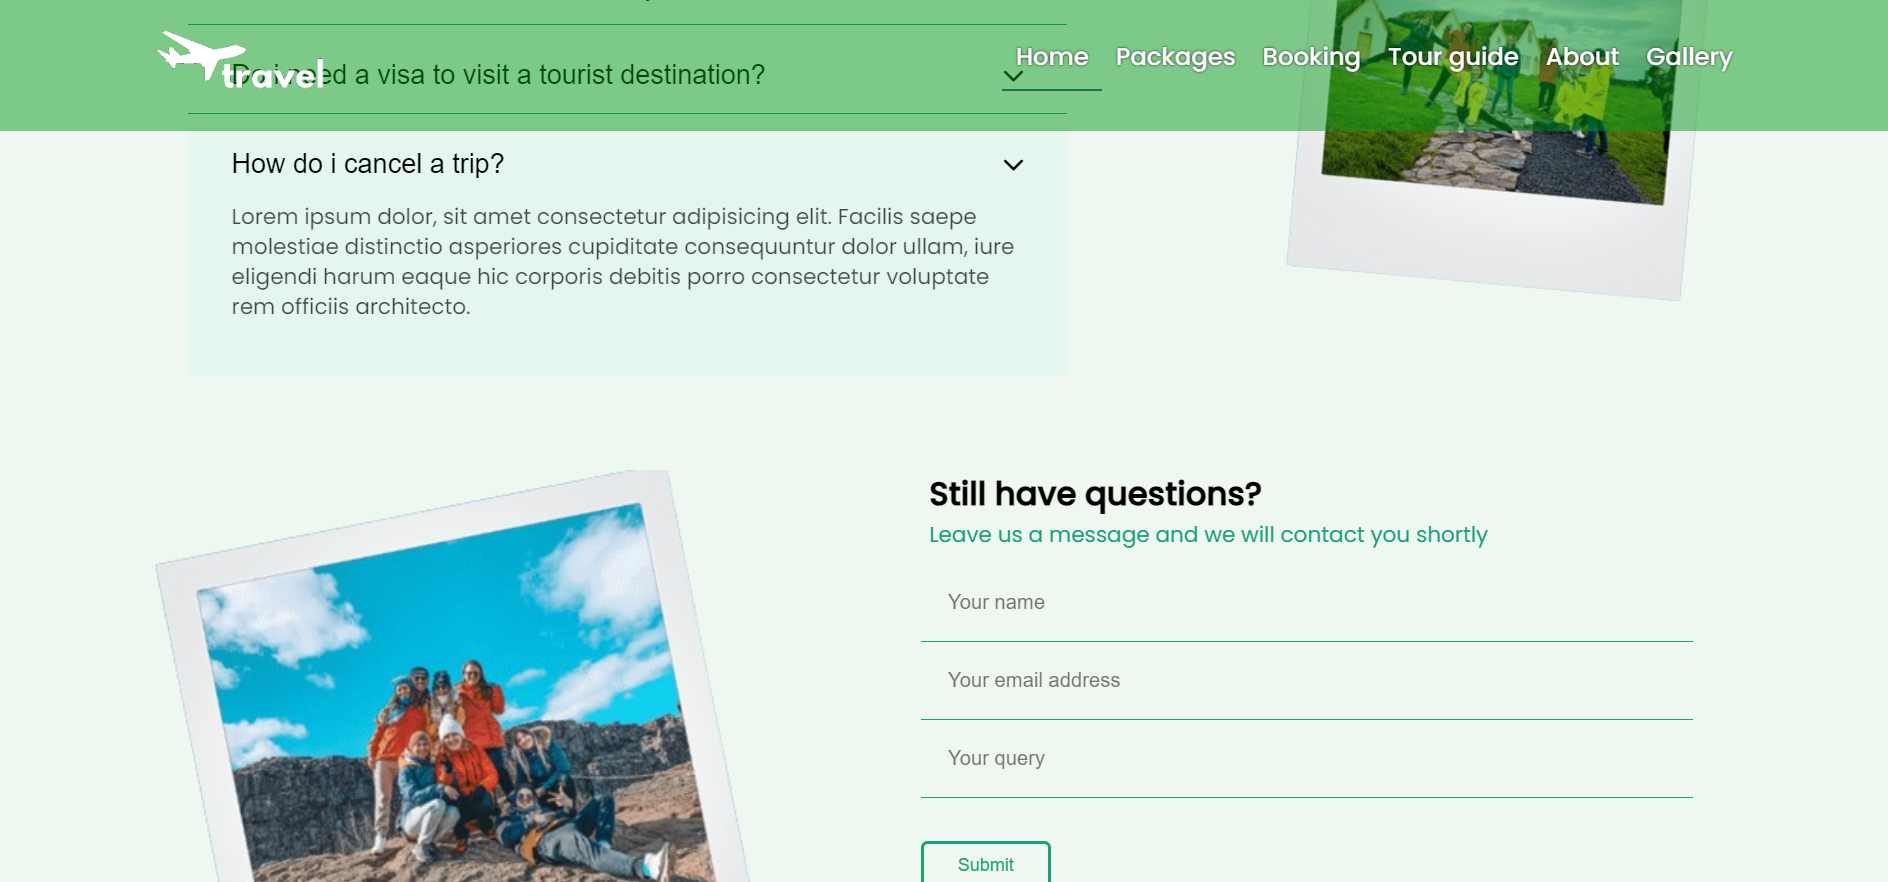 travel
Home Packages Booking Tour guide About Gallery
Do i need a visa to visit a tourist destination?
How do i cancel a trip?
Lorem ipsum dolor, sit amet consectetur adipisicing elit. Facilis saepe
molestiae distinctio asperiores cupiditate consequuntur dolor ullam, iure
eligendi harum eaque hic corporis debitis porro consectetur voluptate
rem officiis architecto.
Still have questions?
Leave us a message and we will contact you shortly
Your name
Your email address
Your query
Submit